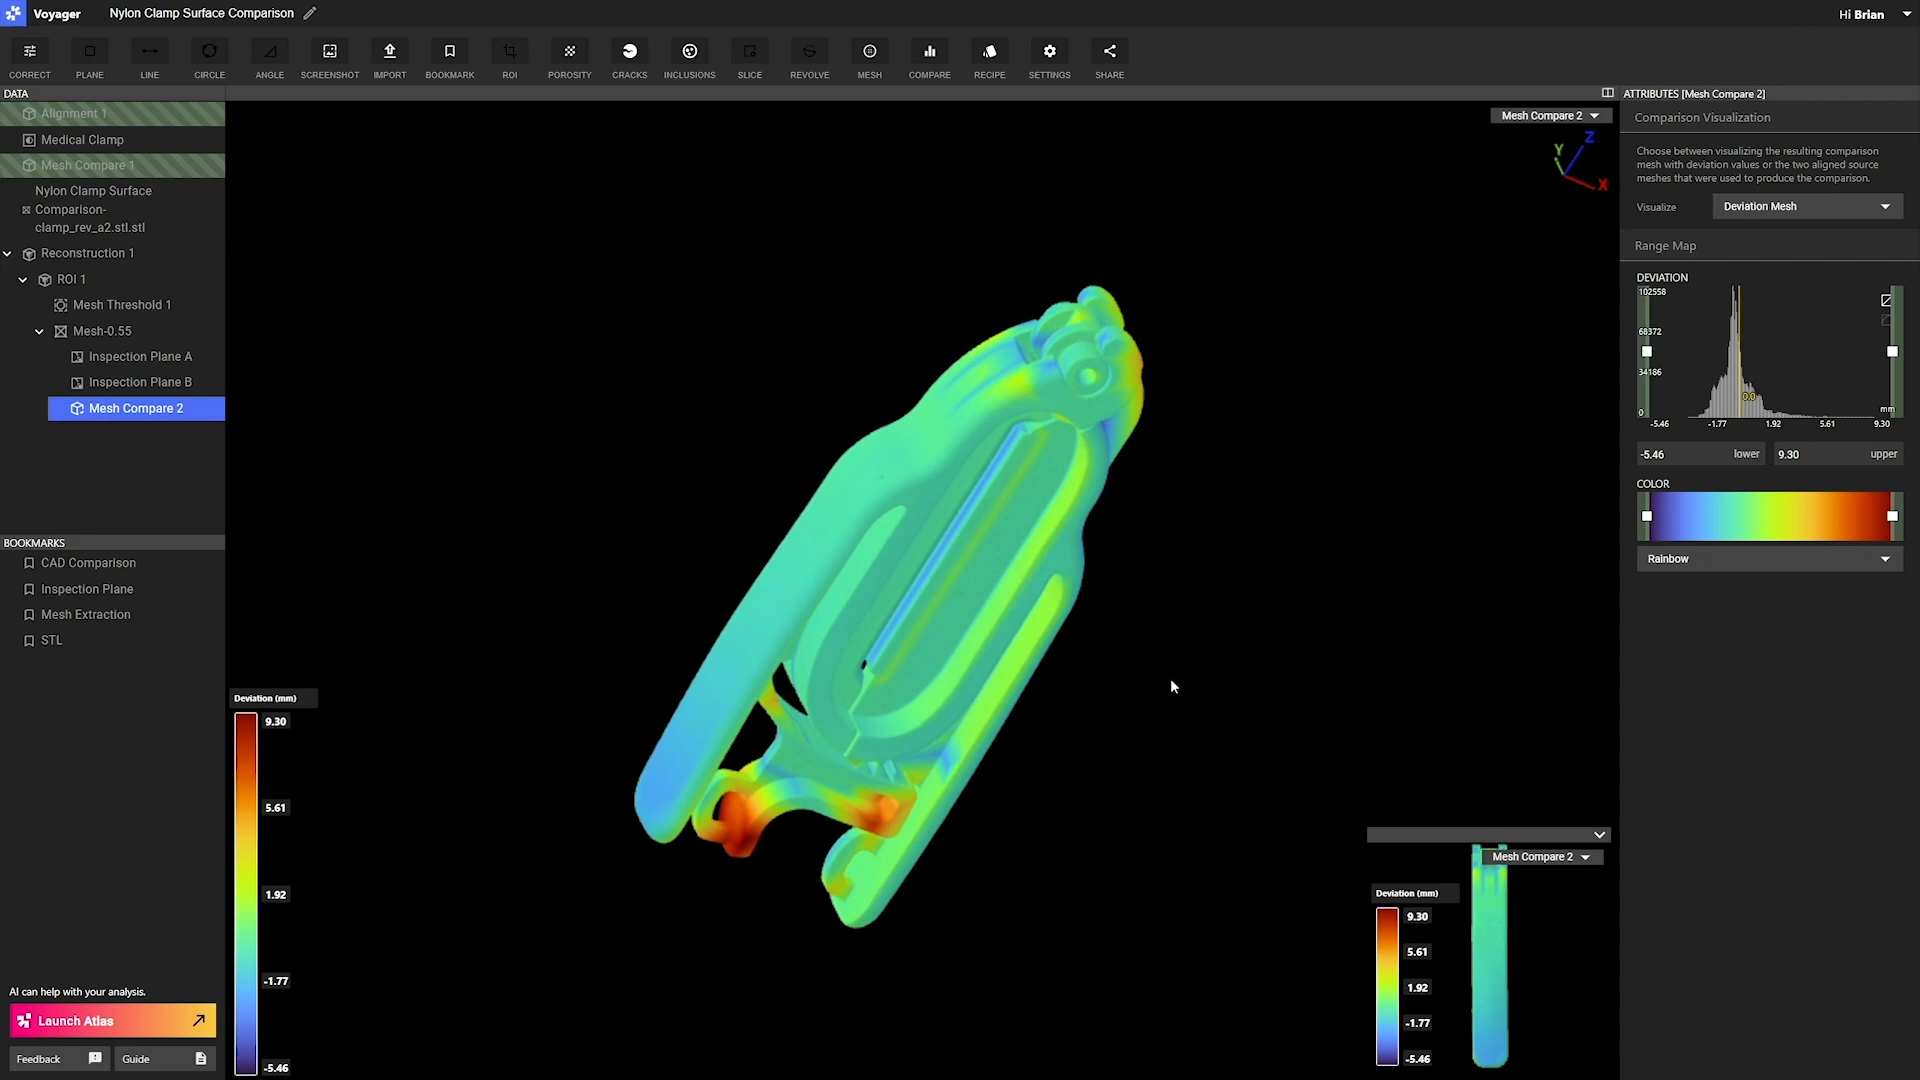 Voyager
Nylon Clamp Surface Comparison
Hi Brian
CORRECT
PLANE
LINE
CIRCLE
ANGLE
SCREENSHOT
IMPORT
BOOKMARK
ROI
POROSITY
CRACKS
INCLUSIONS
SLICE
REVOLVE
MESH
COMPARE
RECIPE
SETTINGS
SHARE
DATA
Alignment 1
Medical Clamp
Mesh Compare 1
Nylon Clamp Surface
Comparison-
clamp_rev_a2.stl.stl
Reconstruction 1
ROI 1
Mesh Threshold 1
Mesh-0.55
Inspection Plane A
Inspection Plane B
Mesh Compare 2
BOOKMARKS
CAD Comparison
Inspection Plane
Mesh Extraction
STL
AI can help with your analysis.
Launch Atlas
Feedback
Guide
Mesh Compare 2
Z
Y
X
Deviation (mm)
9.30
5.61
1.92
-1.77
-5.46
Mesh Compare 2
Deviation (mm)
9.30
5.61
1.92
-1.77
-5.46
ATTRIBUTES [Mesh Compare 2]
Comparison Visualization
Choose between visualizing the resulting comparison
mesh with deviation values or the two aligned source
meshes that were used to produce the comparison.
Visualize
Deviation Mesh
Range Map
DEVIATION
102558
68372
34186
0
0.0
mm
-5.46
-1.77
1.92
5.61
9.30
-5.46 lower
9.30 upper
COLOR
Rainbow